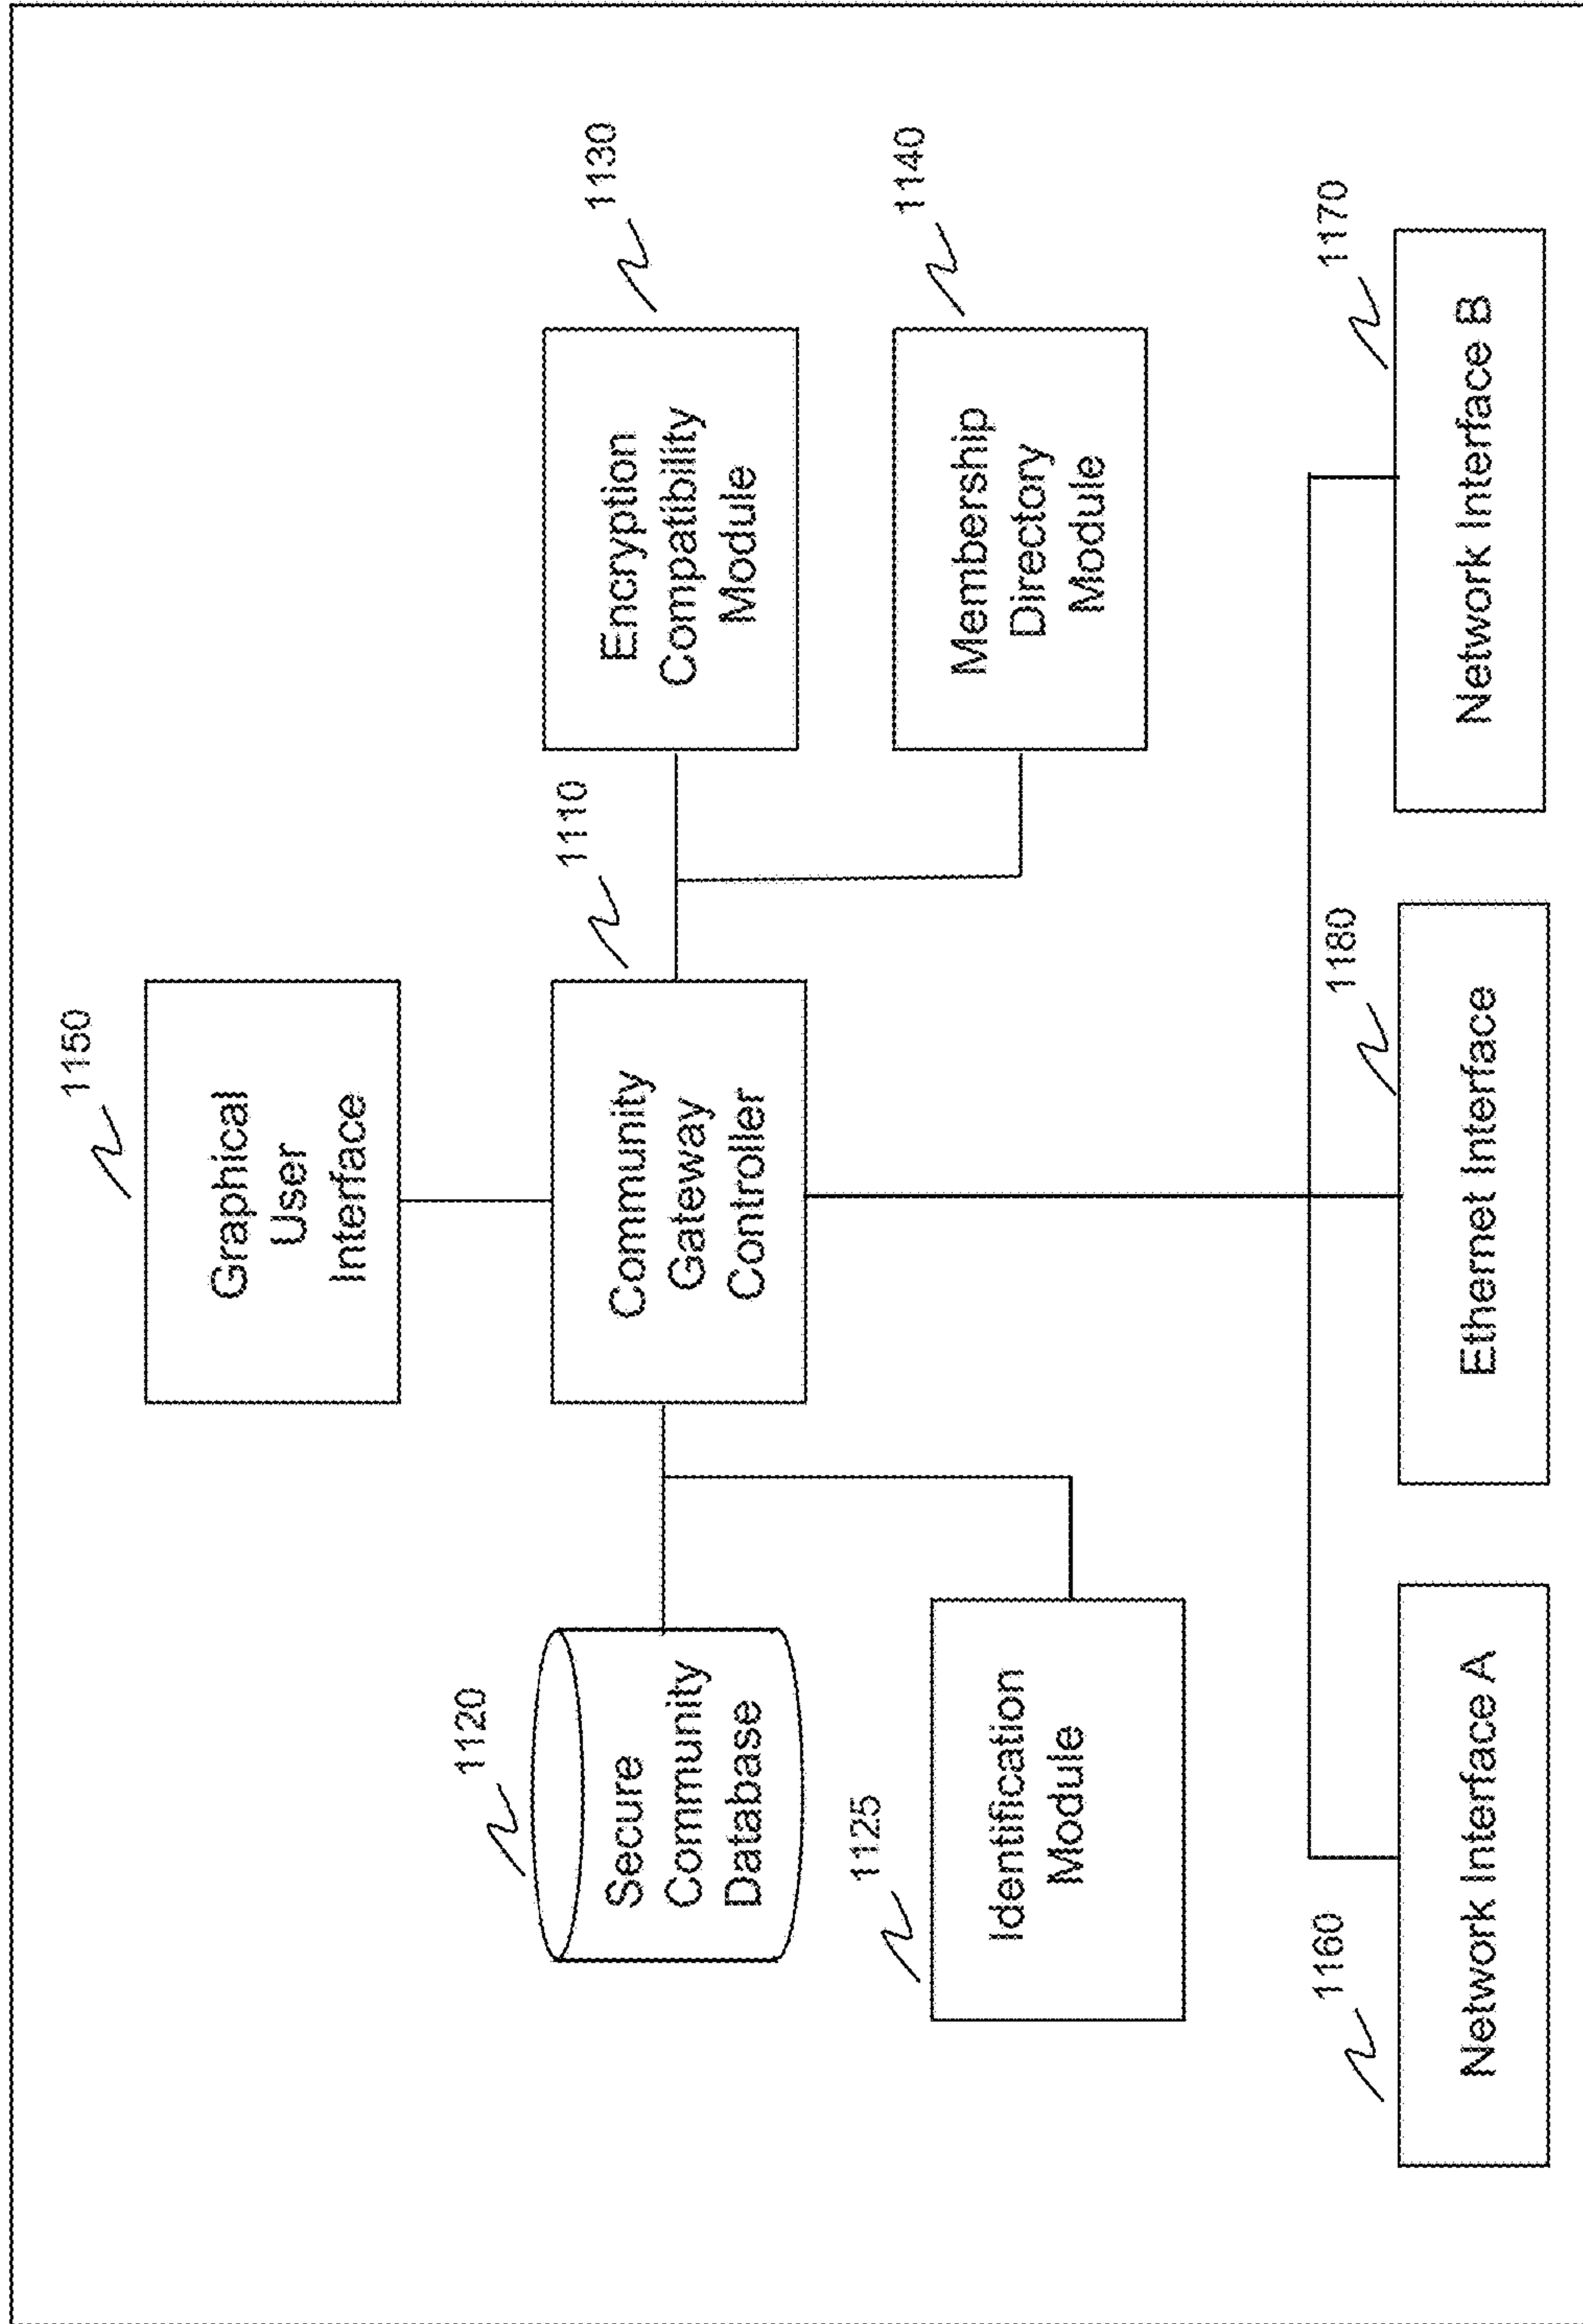 1150
Graphical
User
Interface
1120
Secure
Community
Database
1110
Community
Gateway
Controller
1130
Encryption
Compatibility
Module
1125
Identification
Module
1140
Membership
Directory
Module
1160
Network Interface A
1180
Ethernet Interface
1170
Network Interface B